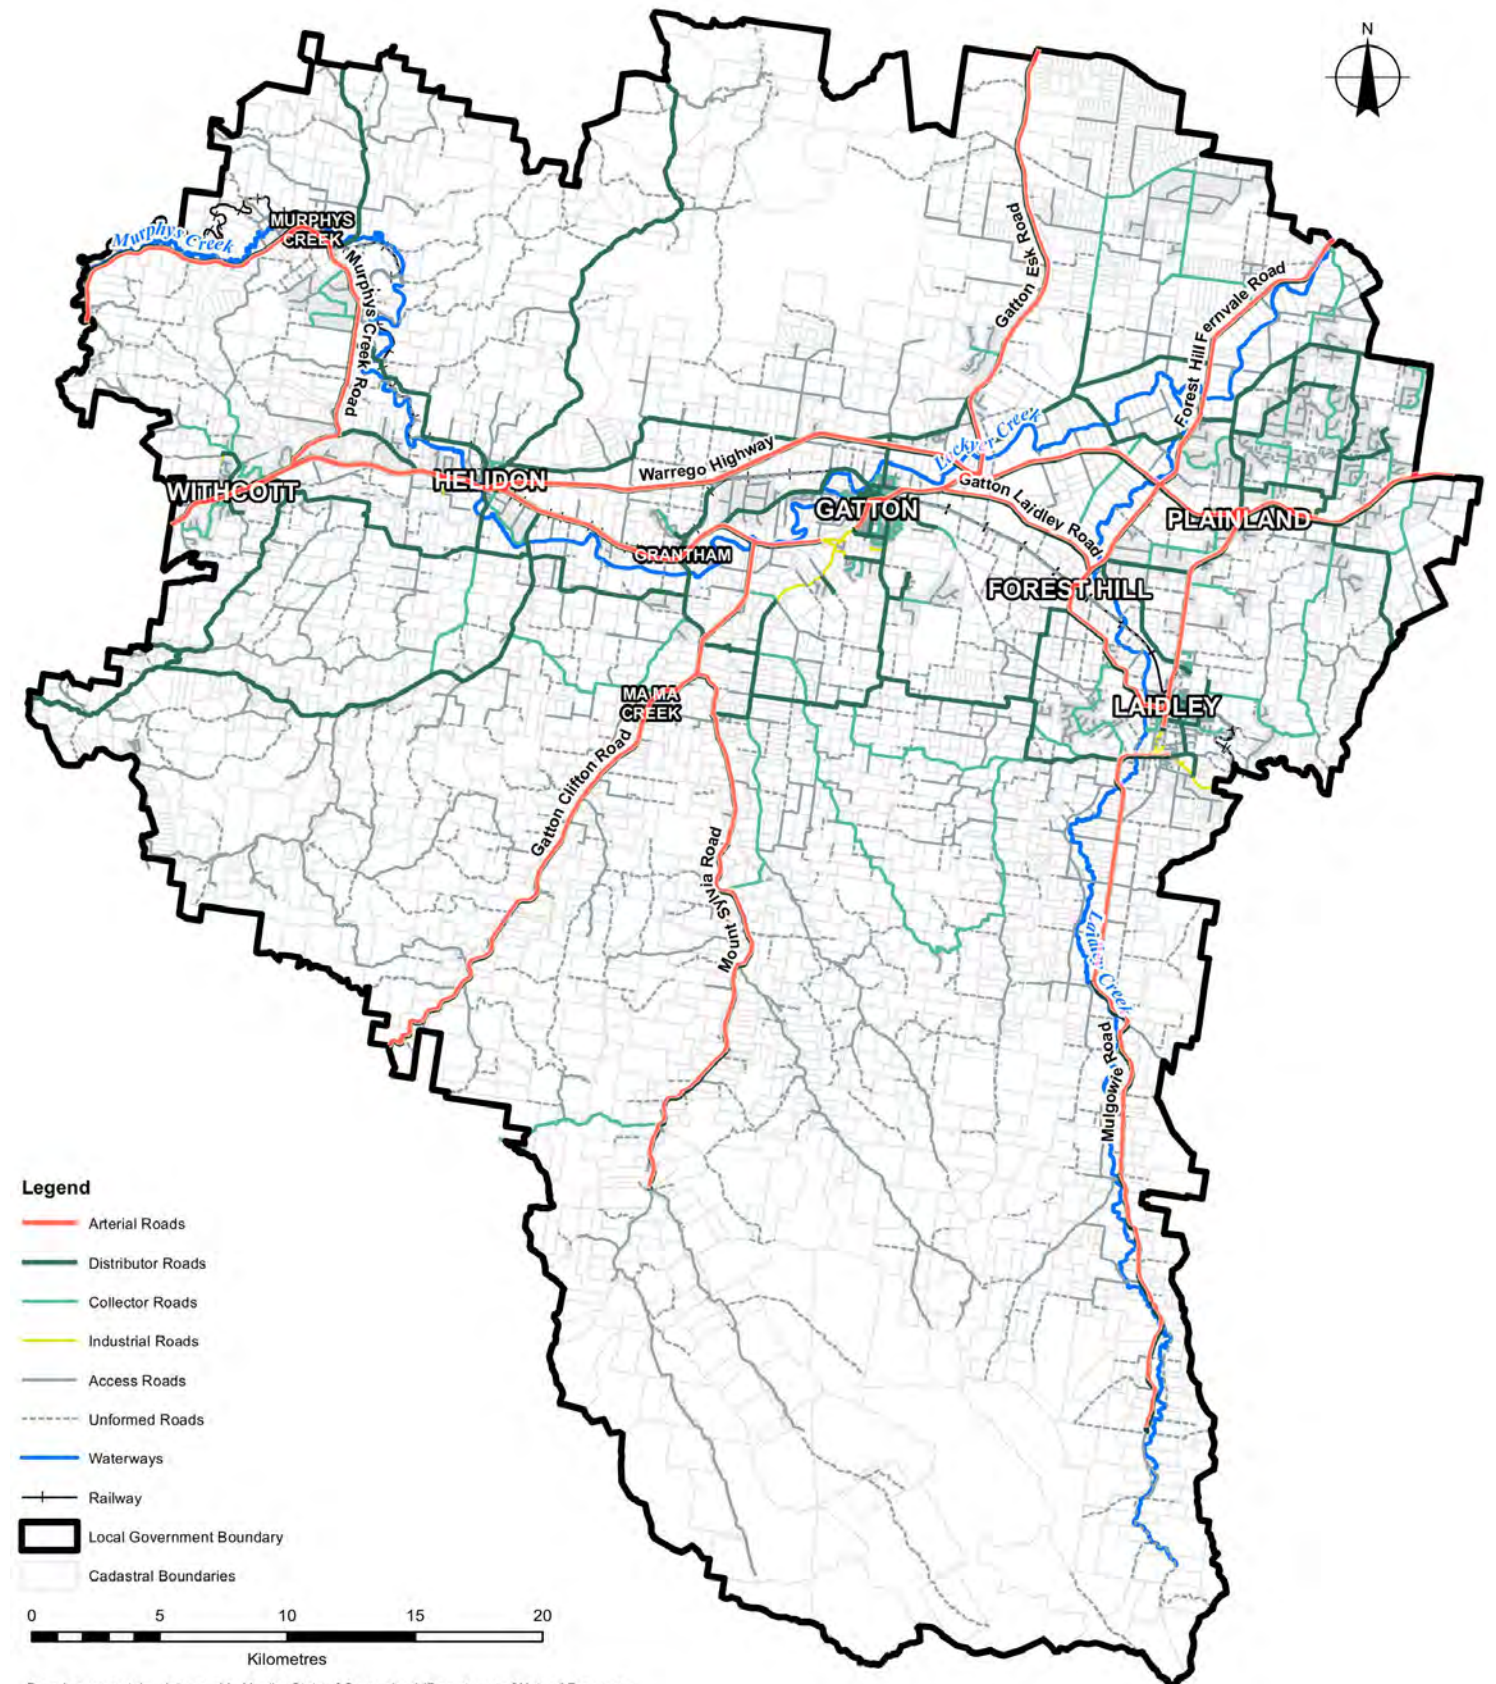 N
MURPHYS
CREEK
Murphys Creek
Murphys Creek Road
Gatton Esk Road
Forest Hill Fernvale Road
Lockyer Creek
Warrego Highway
WITHCOTT
HELIDON
GATTON
Gatton Laidley Road
PLAINLAND
GRANTHAM
FOREST HILL
MA MA
CREEK
LAIDLEY
Gatton Clifton Road
Mount Sylvia Road
Laidley Creek
Mulgowie Road
Legend
Arterial Roads
Distributor Roads
Collector Roads
Industrial Roads
Access Roads
Unformed Roads
Waterways
Railway
Local Government Boundary
Cadastral Boundaries
0 5 10 15 20
Kilometres